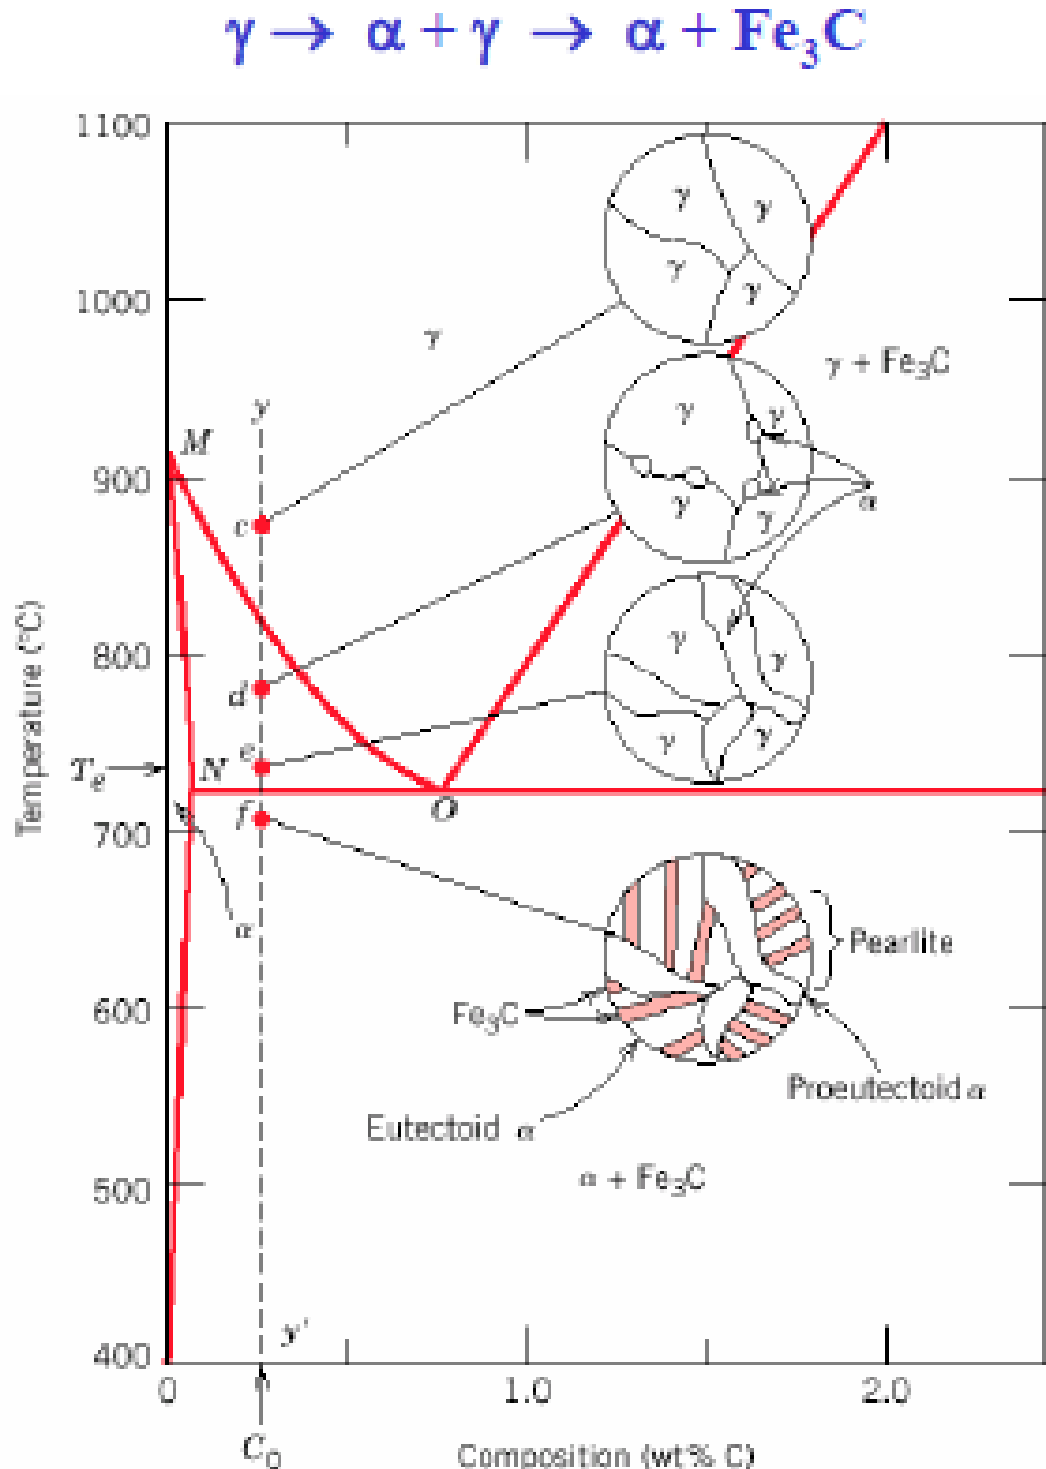 γ → α + γ → α + Fe₃C
1100
γ
γ
γ
γ
1000
γ
γ + Fe₃C
y
γ
γ
M
900
α
c
γ
γ
Temperature (°C)
800
γ
γ
d
e
γ
γ
Tₑ
N
O
f
700
α
Pearlite
Fe₃C
600
Proeutectoid α
Eutectoid α
α + Fe₃C
500
y'
400
0
1.0
2.0
C₀
Composition (wt% C)